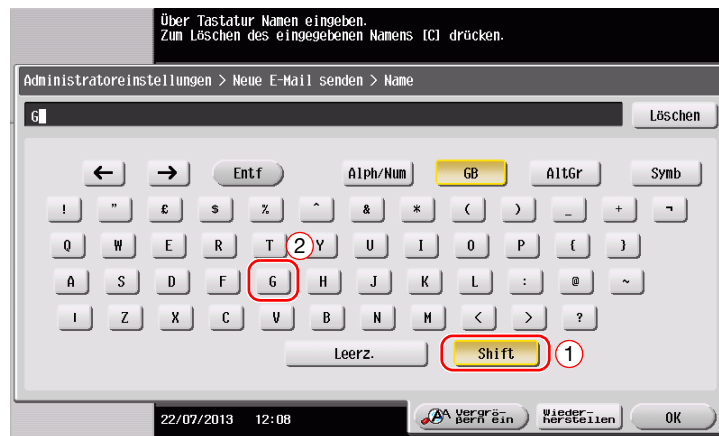 Über Tastatur Namen eingeben.
Zum Löschen des eingegebenen Namens [C] drücken.
Administratoreinstellungen > Neue E-Mail senden > Name
G
Löschen
← → Entf Alph/Num GB AltGr Symb
! " £ $ % ^ & * ( ) _ + ¬
Q W E R T 2 Y U I O P { }
A S D F G H J K L : @ ~
| Z X C V B N M < > ?
Leerz. Shift 1
22/07/2013 12:08
Vergrö-
ßern ein
Wieder-
herstellen
OK